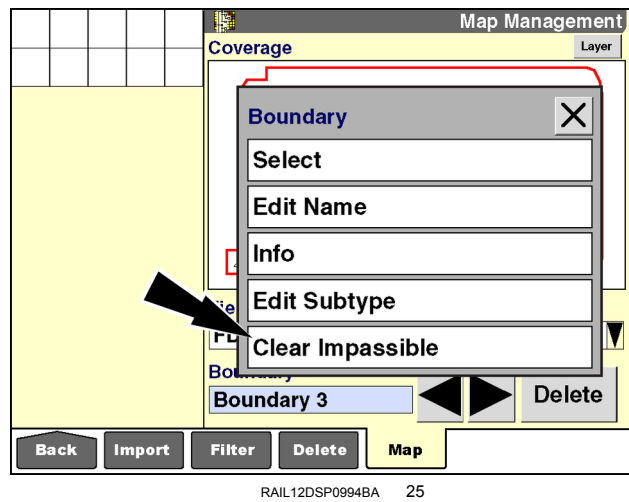 Map Management
Coverage
Layer
Boundary
Select
Edit Name
Info
Edit Subtype
Clear Impassible
Boundary 3
Delete
Back
Import
Filter
Delete
Map
RAIL12DSP0994BA 25